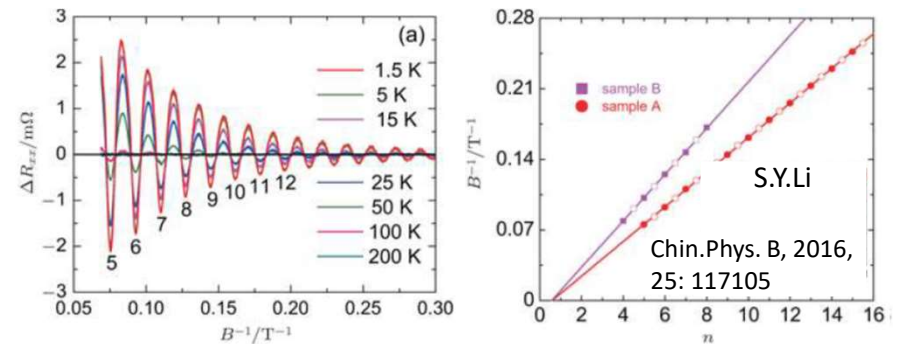 (a)
3
2
1
0
−1
−2
−3
ΔRxx/mΩ
1.5 K
5 K
15 K
25 K
50 K
100 K
200 K
5
6
7
8
9
10
11
12
0.05 0.10 0.15 0.20 0.25 0.30
B−1/T−1
0.28
0.21
0.14
0.07
0
B−1/T−1
sample B
sample A
S.Y.Li
Chin.Phys. B, 2016,
25: 117105
0 2 4 6 8 10 12 14 16
n